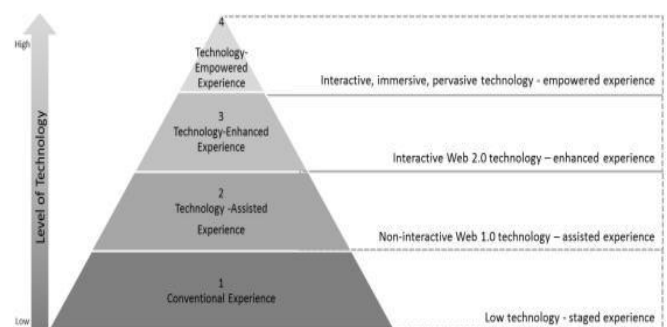 High
Level of Technology
Low
4
Technology-
Empowered
Experience
Interactive, immersive, pervasive technology - empowered experience
3
Technology-Enhanced
Experience
Interactive Web 2.0 technology – enhanced experience
2
Technology -Assisted
Experience
Non-interactive Web 1.0 technology – assisted experience
1
Conventional Experience
Low technology - staged experience